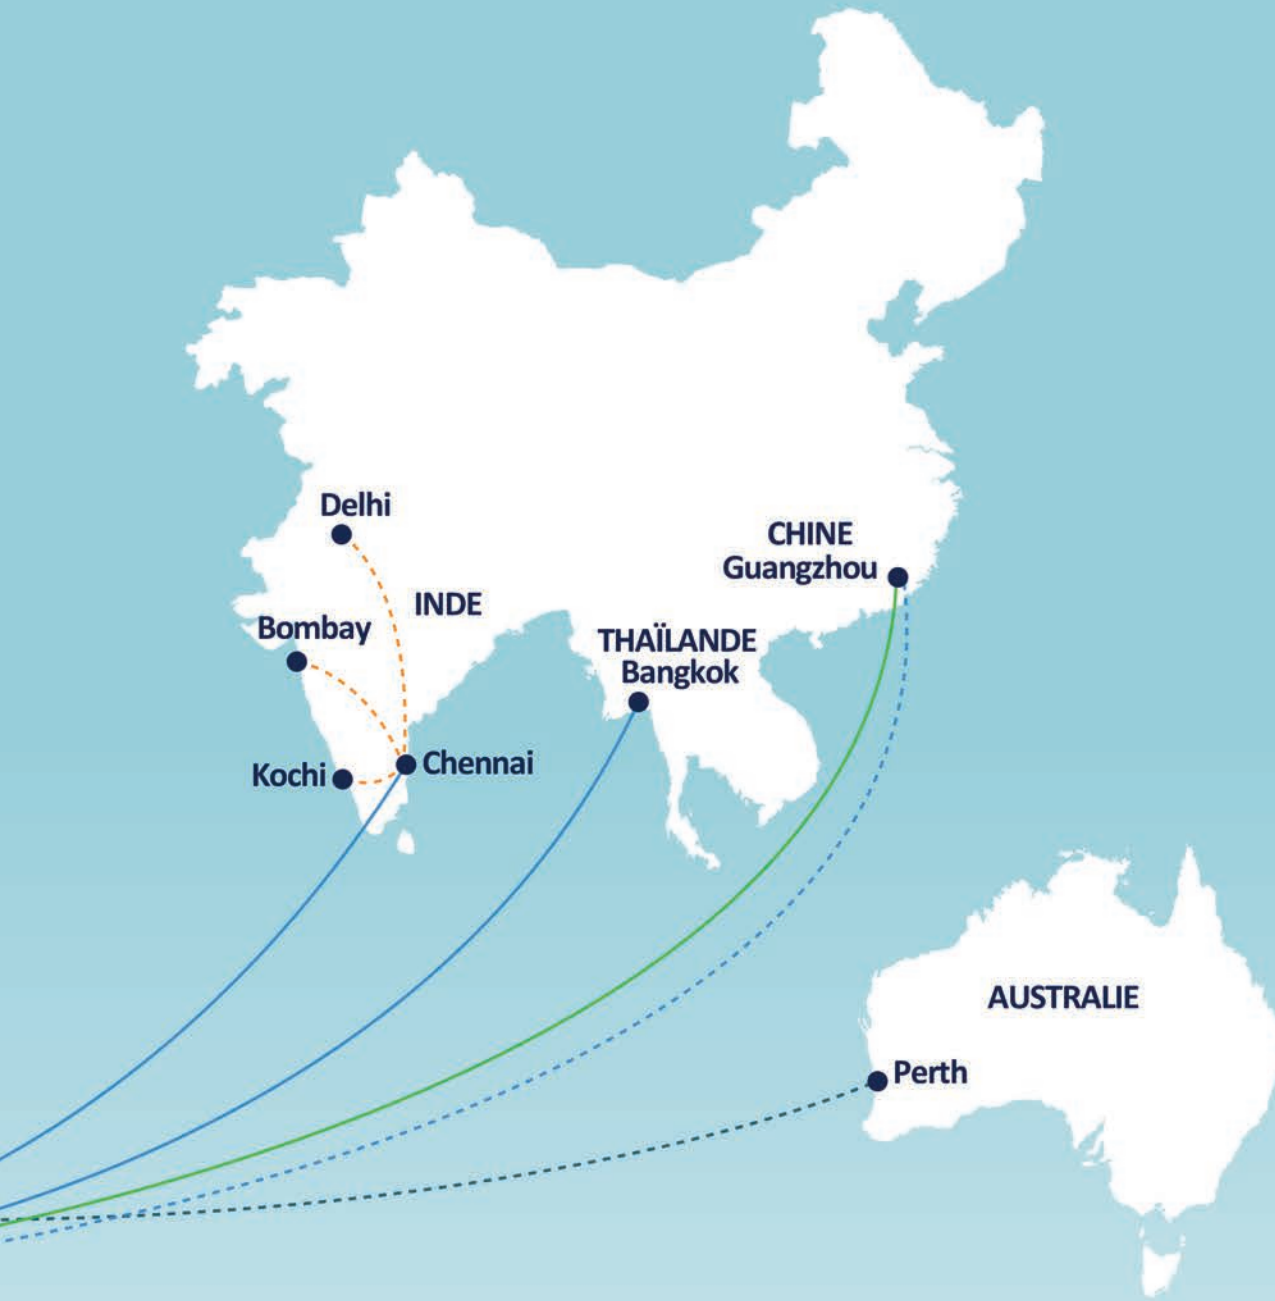 Delhi
CHINE
Guangzhou
INDE
Bombay
THAÏLANDE
Bangkok
Kochi
Chennai
AUSTRALIE
Perth